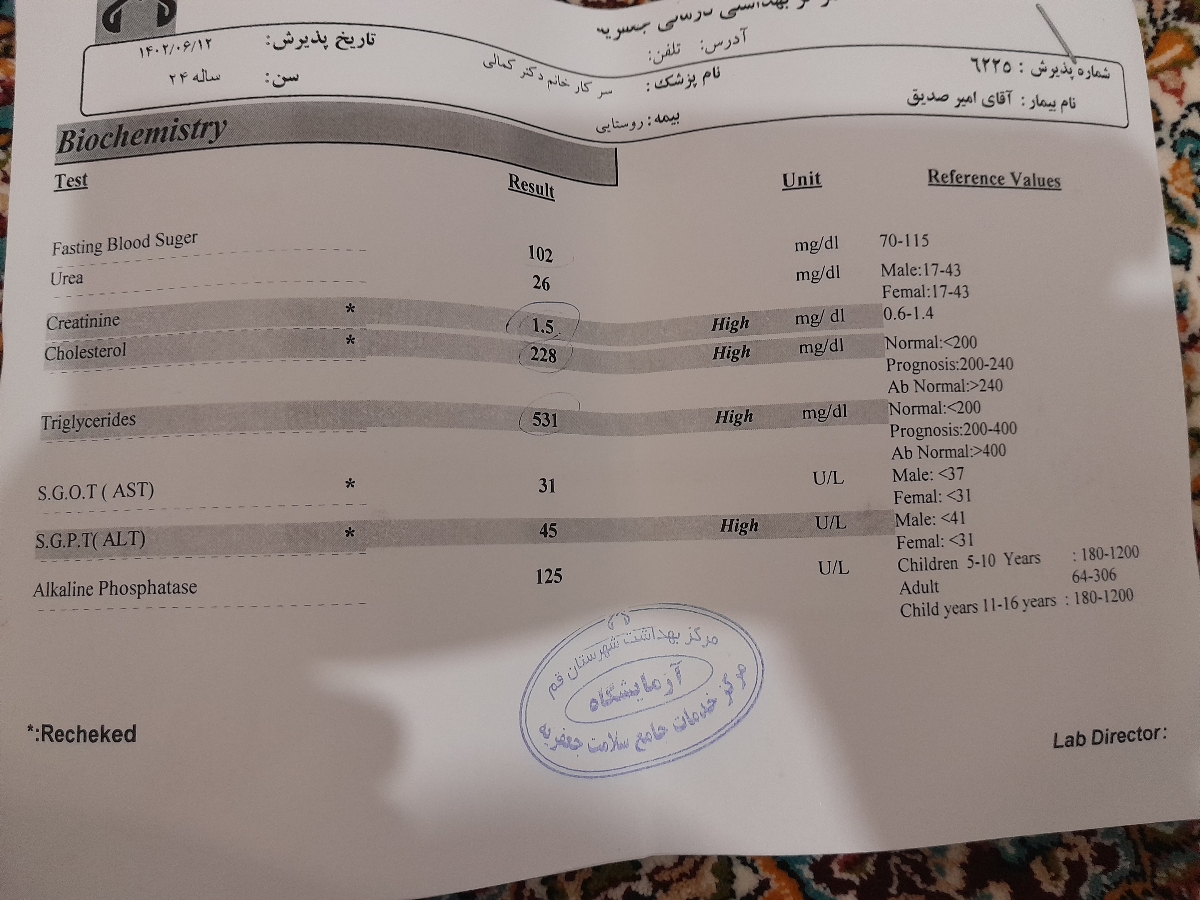 جعفریه
آدرس: تلفن:
شماره پذیرش : ٦٢٢٥
نام پزشک: سر کار خانم دکتر کمالی
تاریخ پذیرش: ۱۴۰۲/۰۶/۱۲
نام بیمار : آقای امیر صدیق
بیمه: روستایی
سن: ۲۴ ساله
Biochemistry
Test Result Unit Reference Values
Fasting Blood Suger 102 mg/dl 70-115
Urea 26 mg/dl Male:17-43
Femal:17-43
Creatinine * 1.5 High mg/ dl 0.6-1.4
Cholesterol * 228 High mg/dl Normal:<200
Prognosis:200-240
Ab Normal:>240
Triglycerides 531 High mg/dl Normal:<200
Prognosis:200-400
Ab Normal:>400
S.G.O.T ( AST) * 31 U/L Male: <37
Femal: <31
S.G.P.T( ALT) * 45 High U/L Male: <41
Femal: <31
Alkaline Phosphatase 125 U/L Children 5-10 Years : 180-1200
Adult 64-306
Child years 11-16 years : 180-1200
مرکز بهداشت شهرستان قم
آزمایشگاه
مرکز خدمات جامع سلامت جعفریه
*:Recheked
Lab Director: